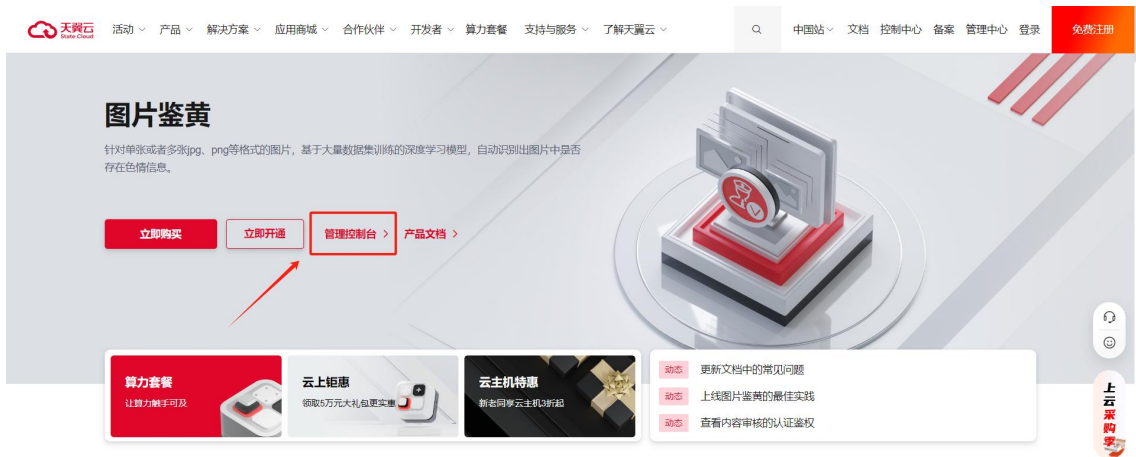 天翼云
State Cloud
活动 产品 解决方案 应用商城 合作伙伴 开发者 算力套餐 支持与服务 了解天翼云 中国站 文档 控制中心 备案 管理中心 登录 免费注册
图片鉴黄
针对单张或者多张jpg、png等格式的图片，基于大量数据集训练的深度学习模型，自动识别出图片中是否
存在色情信息。
立即购买 立即开通 管理控制台 > 产品文档 >
算力套餐
让算力触手可及
云上钜惠
领取5万元大礼包更实惠
云主机特惠
新老同享云主机3折起
动态 更新文档中的常见问题
动态 上线图片鉴黄的最佳实践
动态 查看内容审核的认证鉴权
上云采购季